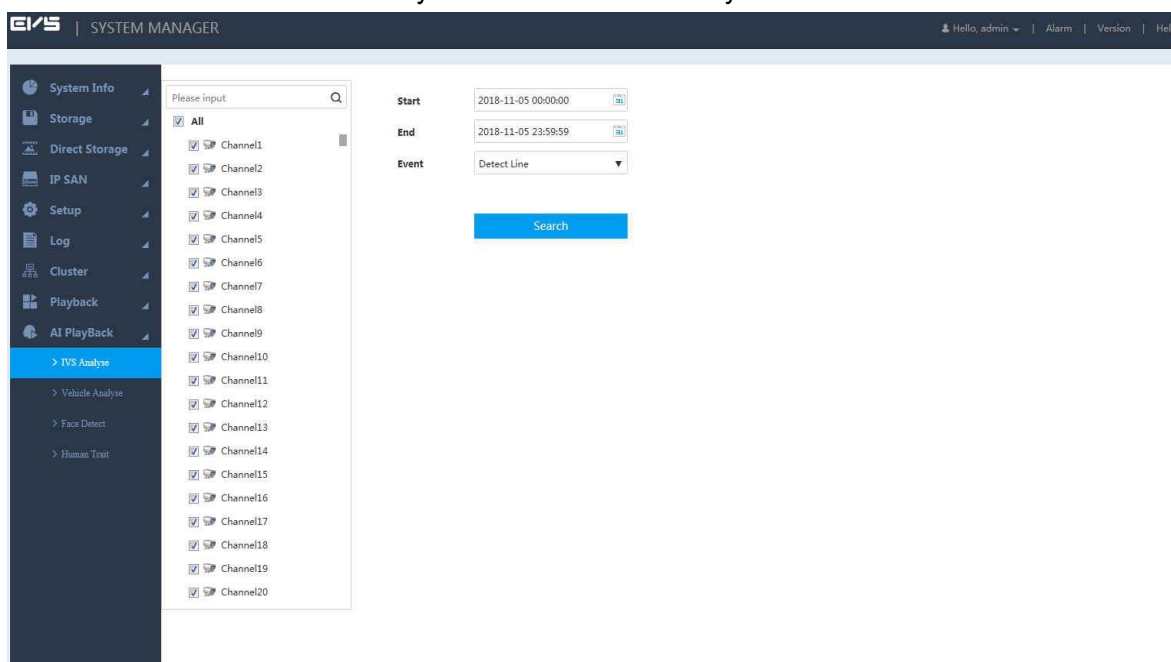 EVS | SYSTEM MANAGER
Hello, admin | Alarm | Version |
System Info
Storage
Direct Storage
IP SAN
Setup
Log
Cluster
Playback
AI PlayBack
> IVS Analyse
> Vehicle Analyse
> Face Detect
> Human Trait
Please input
All
Channel1
Channel2
Channel3
Channel4
Channel5
Channel6
Channel7
Channel8
Channel9
Channel10
Channel11
Channel12
Channel13
Channel14
Channel15
Channel16
Channel17
Channel18
Channel19
Channel20
Start 2018-11-05 00:00:00
End 2018-11-05 23:59:59
Event Detect Line
Search